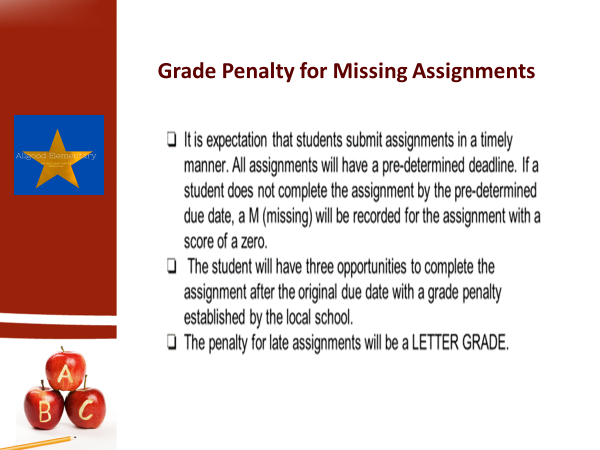 Grade Penalty for Missing Assignments
Allgood Elementary
❑ It is expectation that students submit assignments in a timely
manner. All assignments will have a pre-determined deadline. If a
student does not complete the assignment by the pre-determined
due date, a M (missing) will be recorded for the assignment with a
score of a zero.
❑ The student will have three opportunities to complete the
assignment after the original due date with a grade penalty
established by the local school.
❑ The penalty for late assignments will be a LETTER GRADE.
A
B C